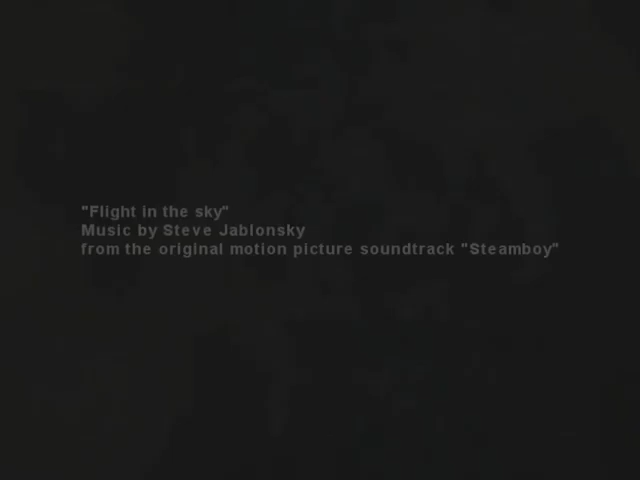 "Flight in the sky"
Music by Steve Jablonsky
from the original motion picture soundtrack "Steamboy"